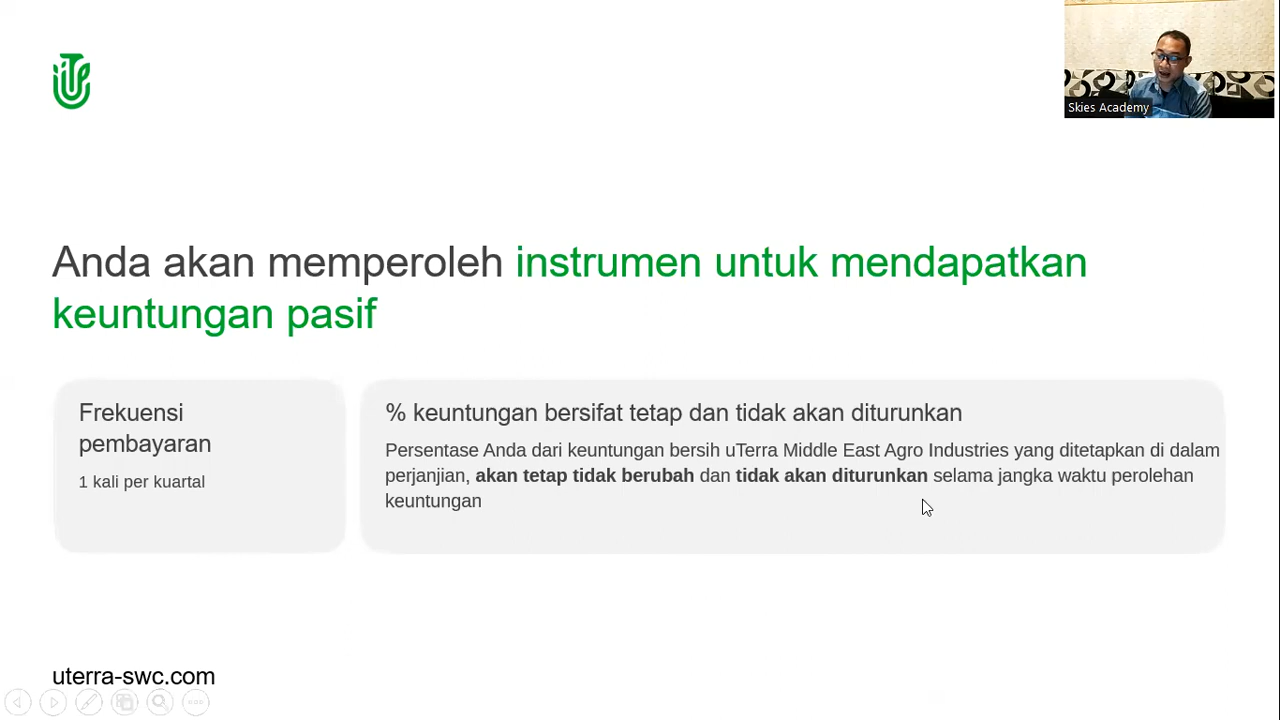 Skies Academy
Anda akan memperoleh instrumen untuk mendapatkan
keuntungan pasif
Frekuensi
pembayaran
1 kali per kuartal
% keuntungan bersifat tetap dan tidak akan diturunkan
Persentase Anda dari keuntungan bersih uTerra Middle East Agro Industries yang ditetapkan di dalam
perjanjian, akan tetap tidak berubah dan tidak akan diturunkan selama jangka waktu perolehan
keuntungan
uterra-swc.com